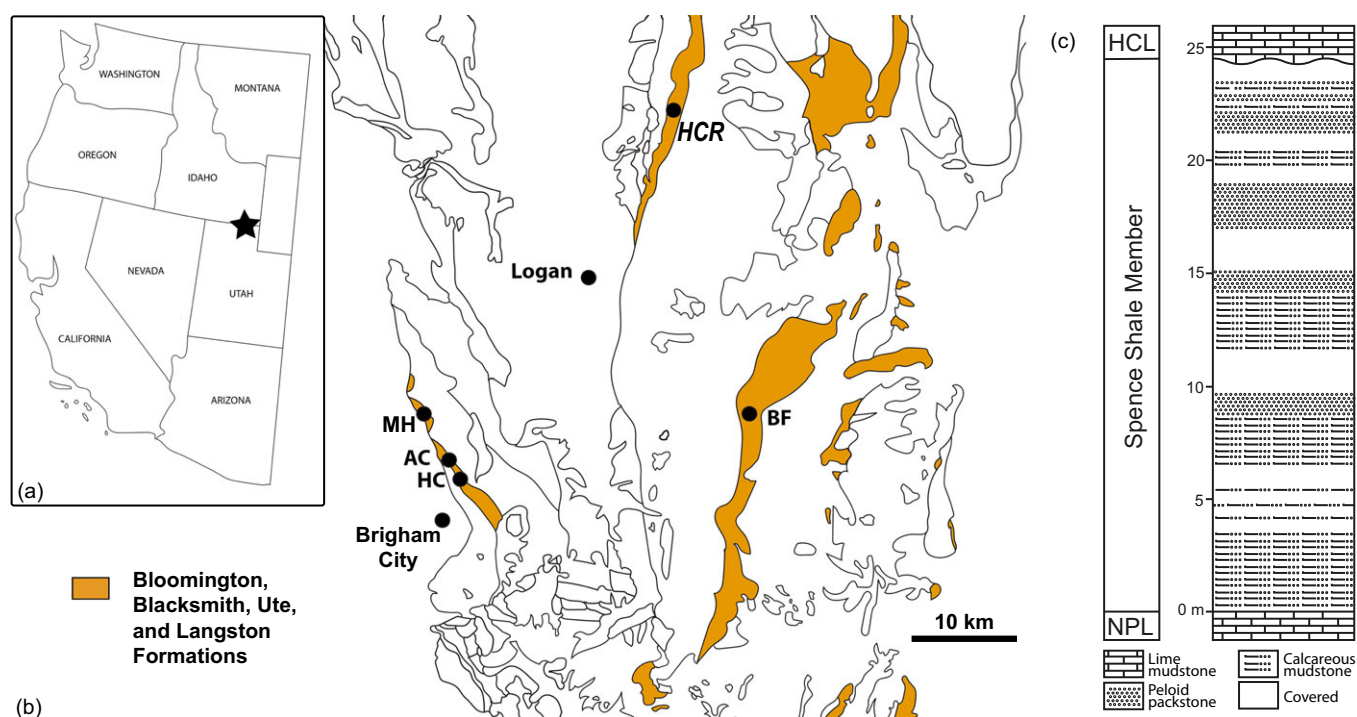 WASHINGTON
MONTANA
OREGON
IDAHO
NEVADA
UTAH
CALIFORNIA
ARIZONA
(a)
HCR
Logan
MH
AC
HC
BF
Brigham
City
10 km
Bloomington,
Blacksmith, Ute,
and Langston
Formations
(b)
(c)
HCL
Spence Shale Member
NPL
25
20
15
10
5
0 m
Lime
mudstone
Calcareous
mudstone
Peloid
packstone
Covered